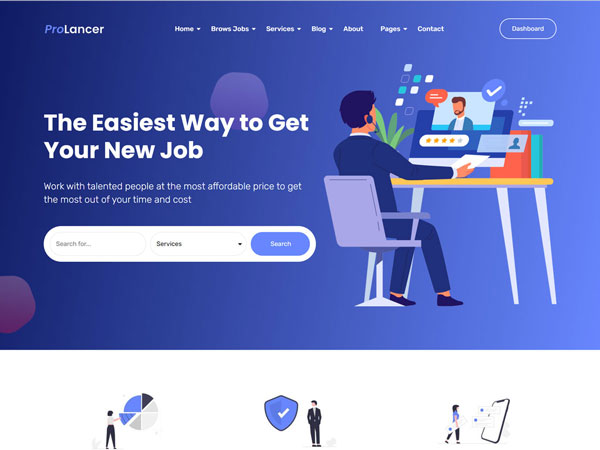 ProLancer
Home Brows Jobs Services Blog About Pages Contact
Dashboard
The Easiest Way to Get
Your New Job
Work with talented people at the most affordable price to get
the most out of your time and cost
Search for... Services Search